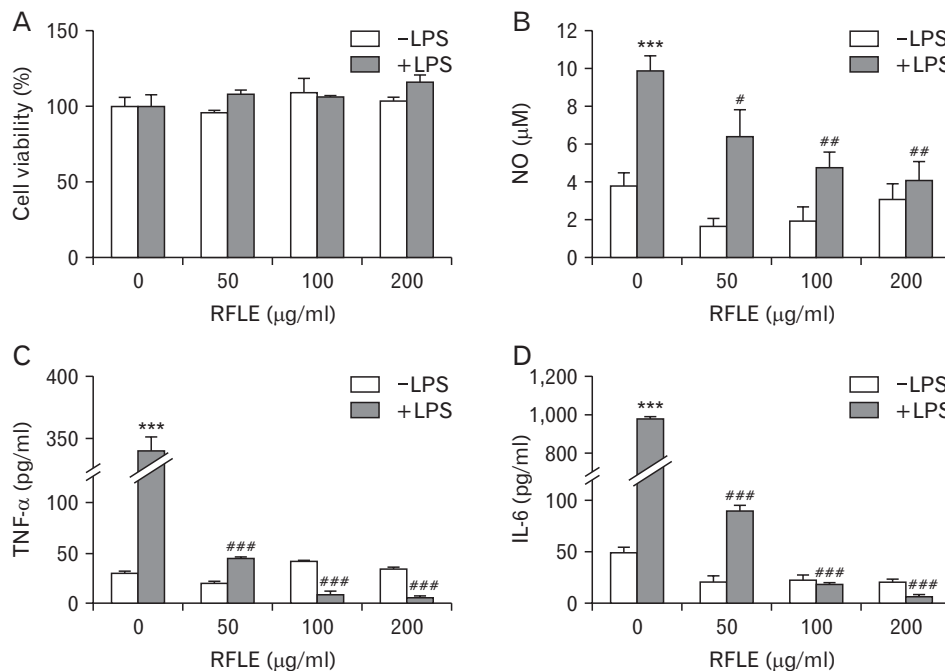 A
150
100
50
0
Cell viability (%)
−LPS
+LPS
0 50 100 200
RFLE (μg/ml)
B
12
10
8
6
4
2
0
NO (μM)
−LPS
+LPS
***
#
##
##
0 50 100 200
RFLE (μg/ml)
C
400
350
100
50
0
TNF-α (pg/ml)
−LPS
+LPS
***
###
###
###
0 50 100 200
RFLE (μg/ml)
D
1,200
1,000
800
100
50
0
IL-6 (pg/ml)
−LPS
+LPS
***
###
###
###
0 50 100 200
RFLE (μg/ml)